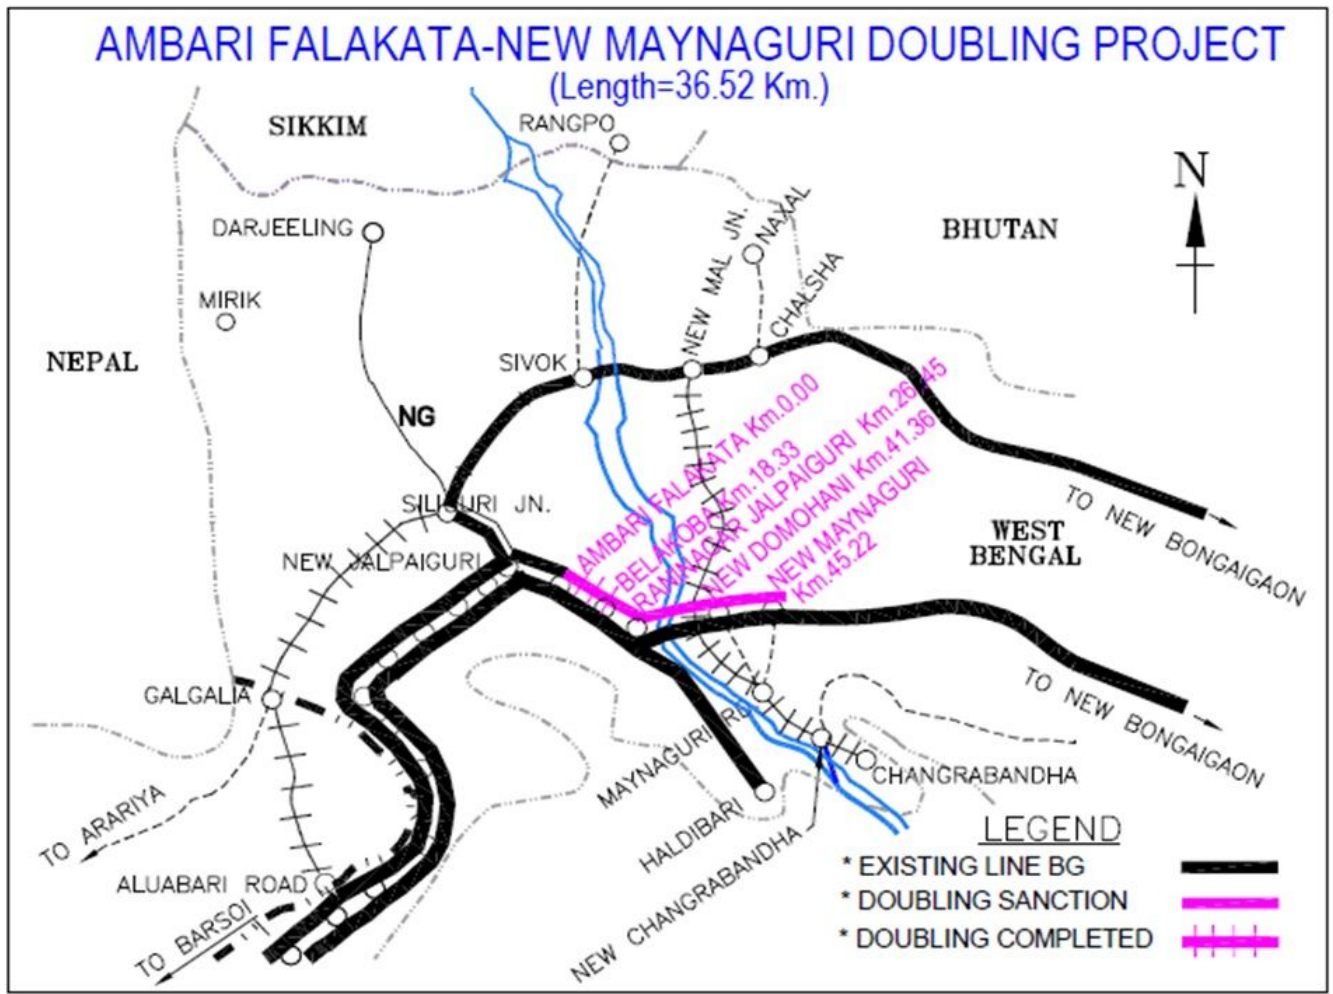 AMBARI FALAKATA-NEW MAYNAGURI DOUBLING PROJECT
(Length=36.52 Km.)
SIKKIM
RANGPO
N
DARJEELING
NEW MAL JN.
NAXAL
BHUTAN
MIRIK
CHALSHA
NEPAL
SIVOK
NG
AMBARI FALAKATA Km.0.00
BELAKOBA Km.18.33
RANINAGAR JALPAIGURI Km.26.45
NEW DOMOHANI Km.41.36
NEW MAYNAGURI
Km.45.22
SILIGURI JN.
TO NEW BONGAIGAON
WEST
BENGAL
NEW JALPAIGURI
GALGALIA
TO NEW BONGAIGAON
MAYNAGURI RD
CHANGRABANDHA
TO ARARIYA
HALDIBARI
NEW CHANGRABANDHA
ALUABARI ROAD
TO BARSOI
LEGEND
* EXISTING LINE BG
* DOUBLING SANCTION
* DOUBLING COMPLETED